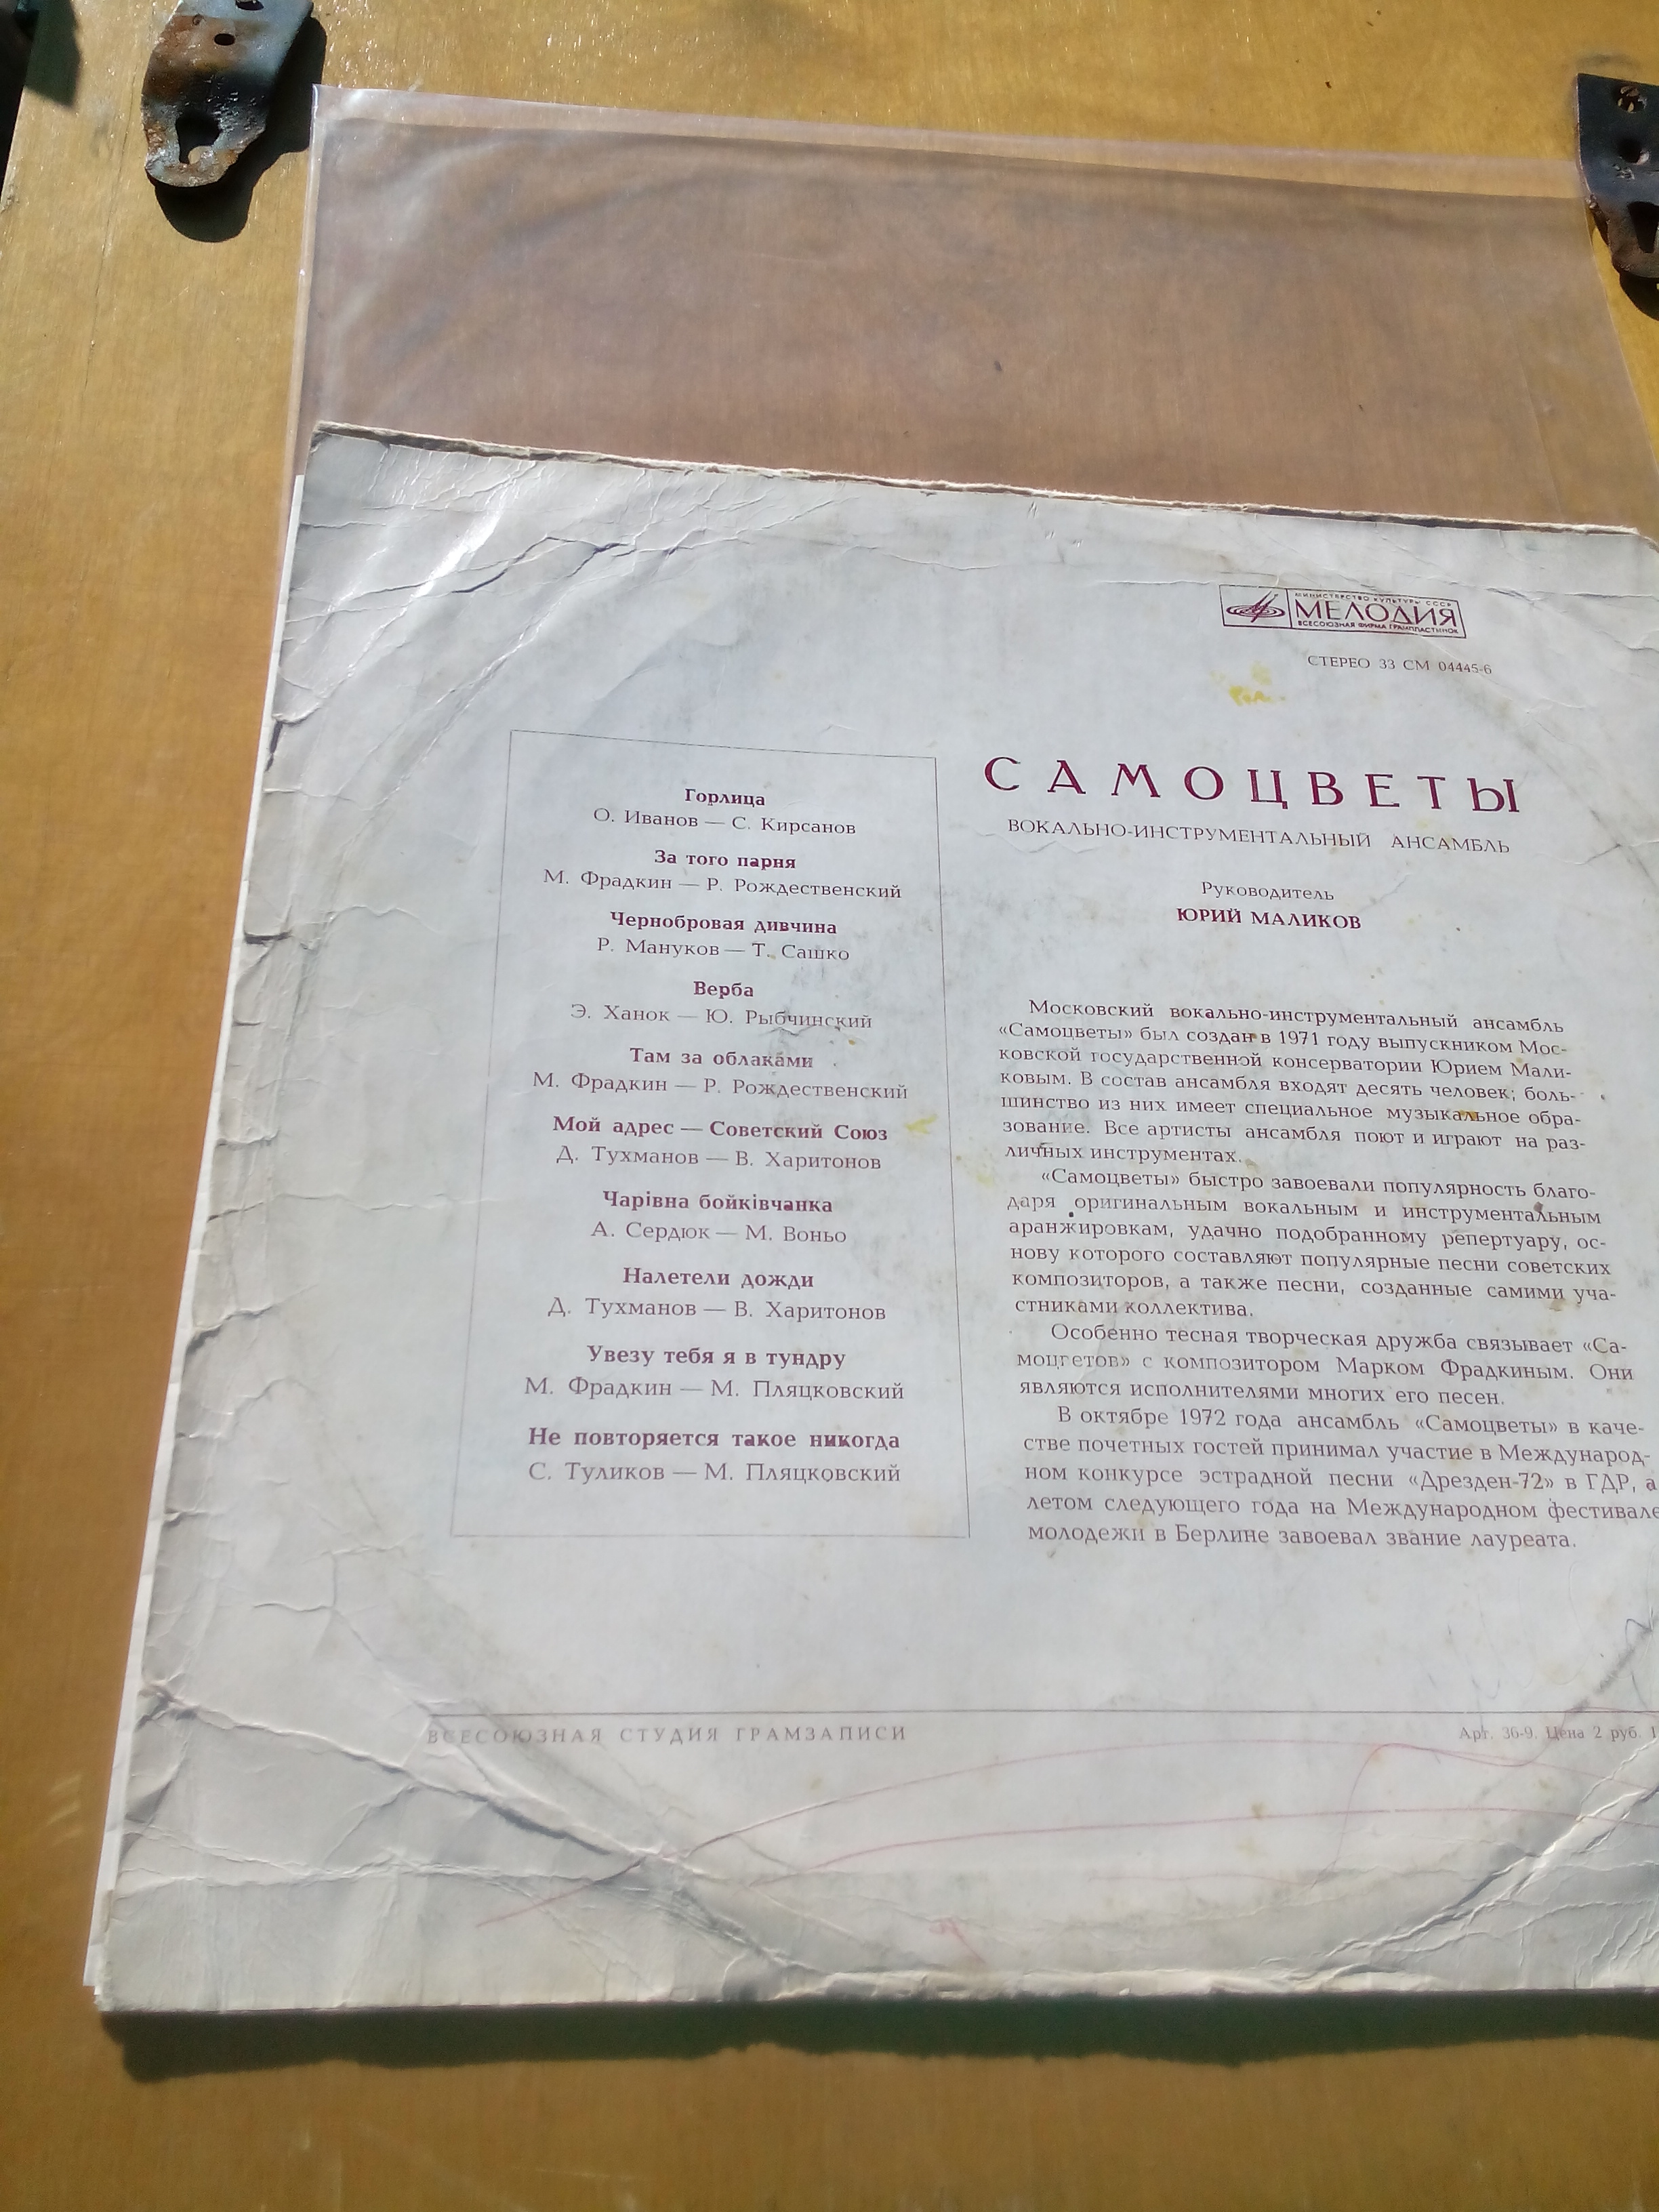 МИНИСТЕРСТВО КУЛЬТУРЫ СССР
МЕЛОДИЯ
ВСЕСОЮЗНАЯ ФИРМА ГРАМПЛАСТИНОК
СТЕРЕО 33 СМ 04445-6
Горлица
О. Иванов — С. Кирсанов
За того парня
М. Фрадкин — Р. Рождественский
Чернобровая дивчина
Р. Мануков — Т. Сашко
Верба
Э. Ханок — Ю. Рыбчинский
Там за облаками
М. Фрадкин — Р. Рождественский
Мой адрес — Советский Союз
Д. Тухманов — В. Харитонов
Чарівна бойківчанка
А. Сердюк — М. Воньо
Налетели дожди
Д. Тухманов — В. Харитонов
Увезу тебя я в тундру
М. Фрадкин — М. Пляцковский
Не повторяется такое никогда
С. Туликов — М. Пляцковский
САМОЦВЕТЫ
ВОКАЛЬНО-ИНСТРУМЕНТАЛЬНЫЙ АНСАМБЛЬ
Руководитель
ЮРИЙ МАЛИКОВ
Московский вокально-инструментальный ансамбль
«Самоцветы» был создан в 1971 году выпускником Мос-
ковской государственной консерватории Юрием Мали-
ковым. В состав ансамбля входят десять человек; боль-
шинство из них имеет специальное музыкальное обра-
зование. Все артисты ансамбля поют и играют на раз-
личных инструментах.
«Самоцветы» быстро завоевали популярность благо-
даря оригинальным вокальным и инструментальным
аранжировкам, удачно подобранному репертуару, ос-
нову которого составляют популярные песни советских
композиторов, а также песни, созданные самими уча-
стниками коллектива.
Особенно тесная творческая дружба связывает «Са-
моцветов» с композитором Марком Фрадкиным. Они
являются исполнителями многих его песен.
В октябре 1972 года ансамбль «Самоцветы» в каче-
стве почетных гостей принимал участие в Международ-
ном конкурсе эстрадной песни «Дрезден-72» в ГДР, а
летом следующего года на Международном фестивале
молодежи в Берлине завоевал звание лауреата.
ВСЕСОЮЗНАЯ СТУДИЯ ГРАМЗАПИСИ
Арт. 36-9. Цена 2 руб. 1